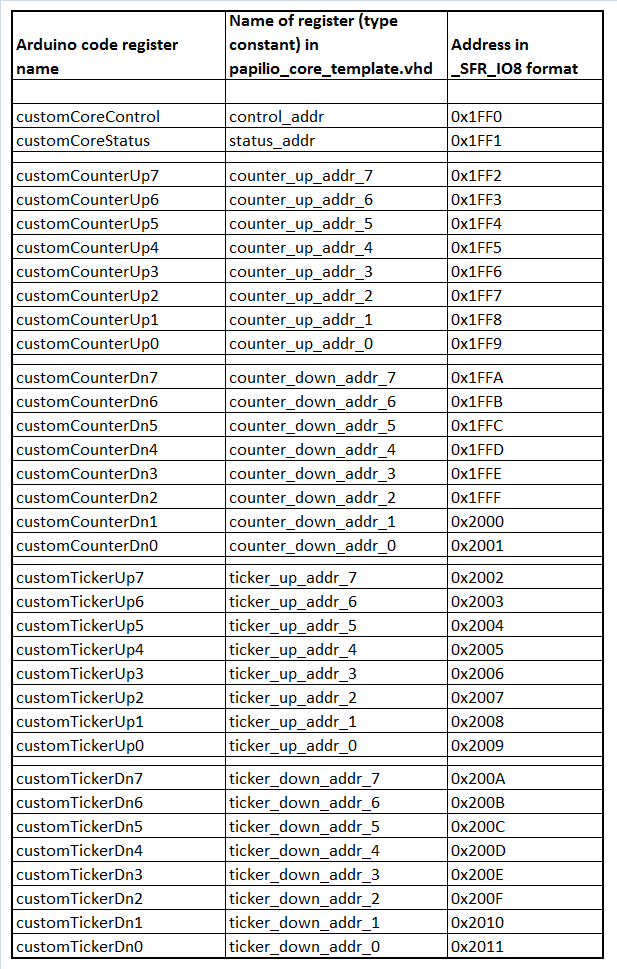 Arduino code register name Name of register (type constant) in papilio_core_template.vhd Address in _SFR_IO8 format
customCoreControl control_addr 0x1FF0
customCoreStatus status_addr 0x1FF1
customCounterUp7 counter_up_addr_7 0x1FF2
customCounterUp6 counter_up_addr_6 0x1FF3
customCounterUp5 counter_up_addr_5 0x1FF4
customCounterUp4 counter_up_addr_4 0x1FF5
customCounterUp3 counter_up_addr_3 0x1FF6
customCounterUp2 counter_up_addr_2 0x1FF7
customCounterUp1 counter_up_addr_1 0x1FF8
customCounterUp0 counter_up_addr_0 0x1FF9
customCounterDn7 counter_down_addr_7 0x1FFA
customCounterDn6 counter_down_addr_6 0x1FFB
customCounterDn5 counter_down_addr_5 0x1FFC
customCounterDn4 counter_down_addr_4 0x1FFD
customCounterDn3 counter_down_addr_3 0x1FFE
customCounterDn2 counter_down_addr_2 0x1FFF
customCounterDn1 counter_down_addr_1 0x2000
customCounterDn0 counter_down_addr_0 0x2001
customTickerUp7 ticker_up_addr_7 0x2002
customTickerUp6 ticker_up_addr_6 0x2003
customTickerUp5 ticker_up_addr_5 0x2004
customTickerUp4 ticker_up_addr_4 0x2005
customTickerUp3 ticker_up_addr_3 0x2006
customTickerUp2 ticker_up_addr_2 0x2007
customTickerUp1 ticker_up_addr_1 0x2008
customTickerUp0 ticker_up_addr_0 0x2009
customTickerDn7 ticker_down_addr_7 0x200A
customTickerDn6 ticker_down_addr_6 0x200B
customTickerDn5 ticker_down_addr_5 0x200C
customTickerDn4 ticker_down_addr_4 0x200D
customTickerDn3 ticker_down_addr_3 0x200E
customTickerDn2 ticker_down_addr_2 0x200F
customTickerDn1 ticker_down_addr_1 0x2010
customTickerDn0 ticker_down_addr_0 0x2011